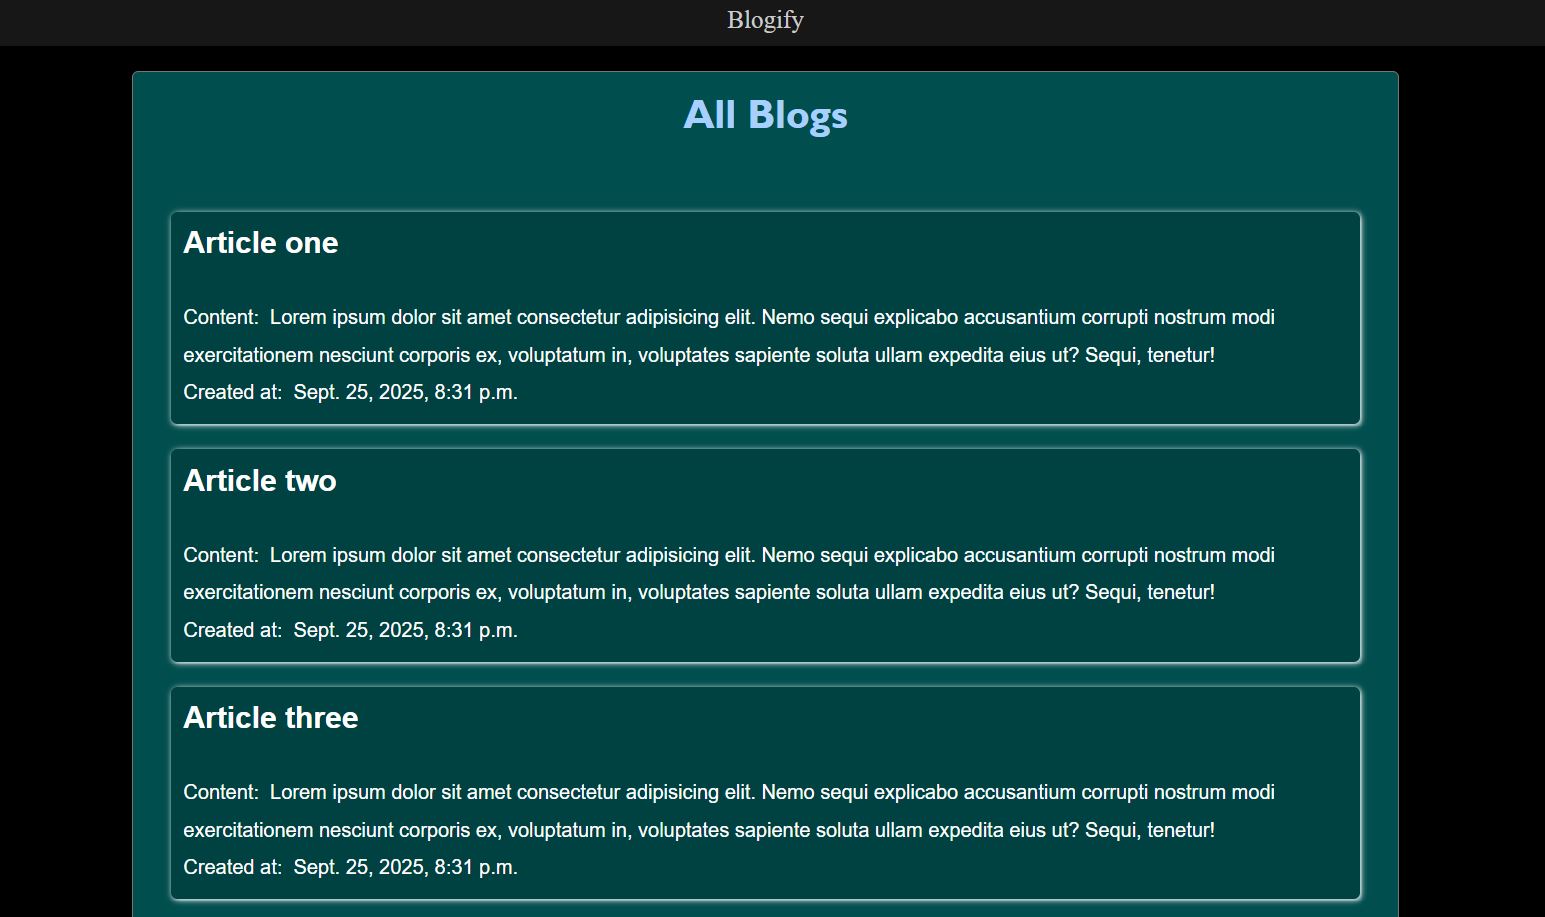 Blogify
All Blogs
Article one
Content: Lorem ipsum dolor sit amet consectetur adipisicing elit. Nemo sequi explicabo accusantium corrupti nostrum modi
exercitationem nesciunt corporis ex, voluptatum in, voluptates sapiente soluta ullam expedita eius ut? Sequi, tenetur!
Created at: Sept. 25, 2025, 8:31 p.m.
Article two
Content: Lorem ipsum dolor sit amet consectetur adipisicing elit. Nemo sequi explicabo accusantium corrupti nostrum modi
exercitationem nesciunt corporis ex, voluptatum in, voluptates sapiente soluta ullam expedita eius ut? Sequi, tenetur!
Created at: Sept. 25, 2025, 8:31 p.m.
Article three
Content: Lorem ipsum dolor sit amet consectetur adipisicing elit. Nemo sequi explicabo accusantium corrupti nostrum modi
exercitationem nesciunt corporis ex, voluptatum in, voluptates sapiente soluta ullam expedita eius ut? Sequi, tenetur!
Created at: Sept. 25, 2025, 8:31 p.m.